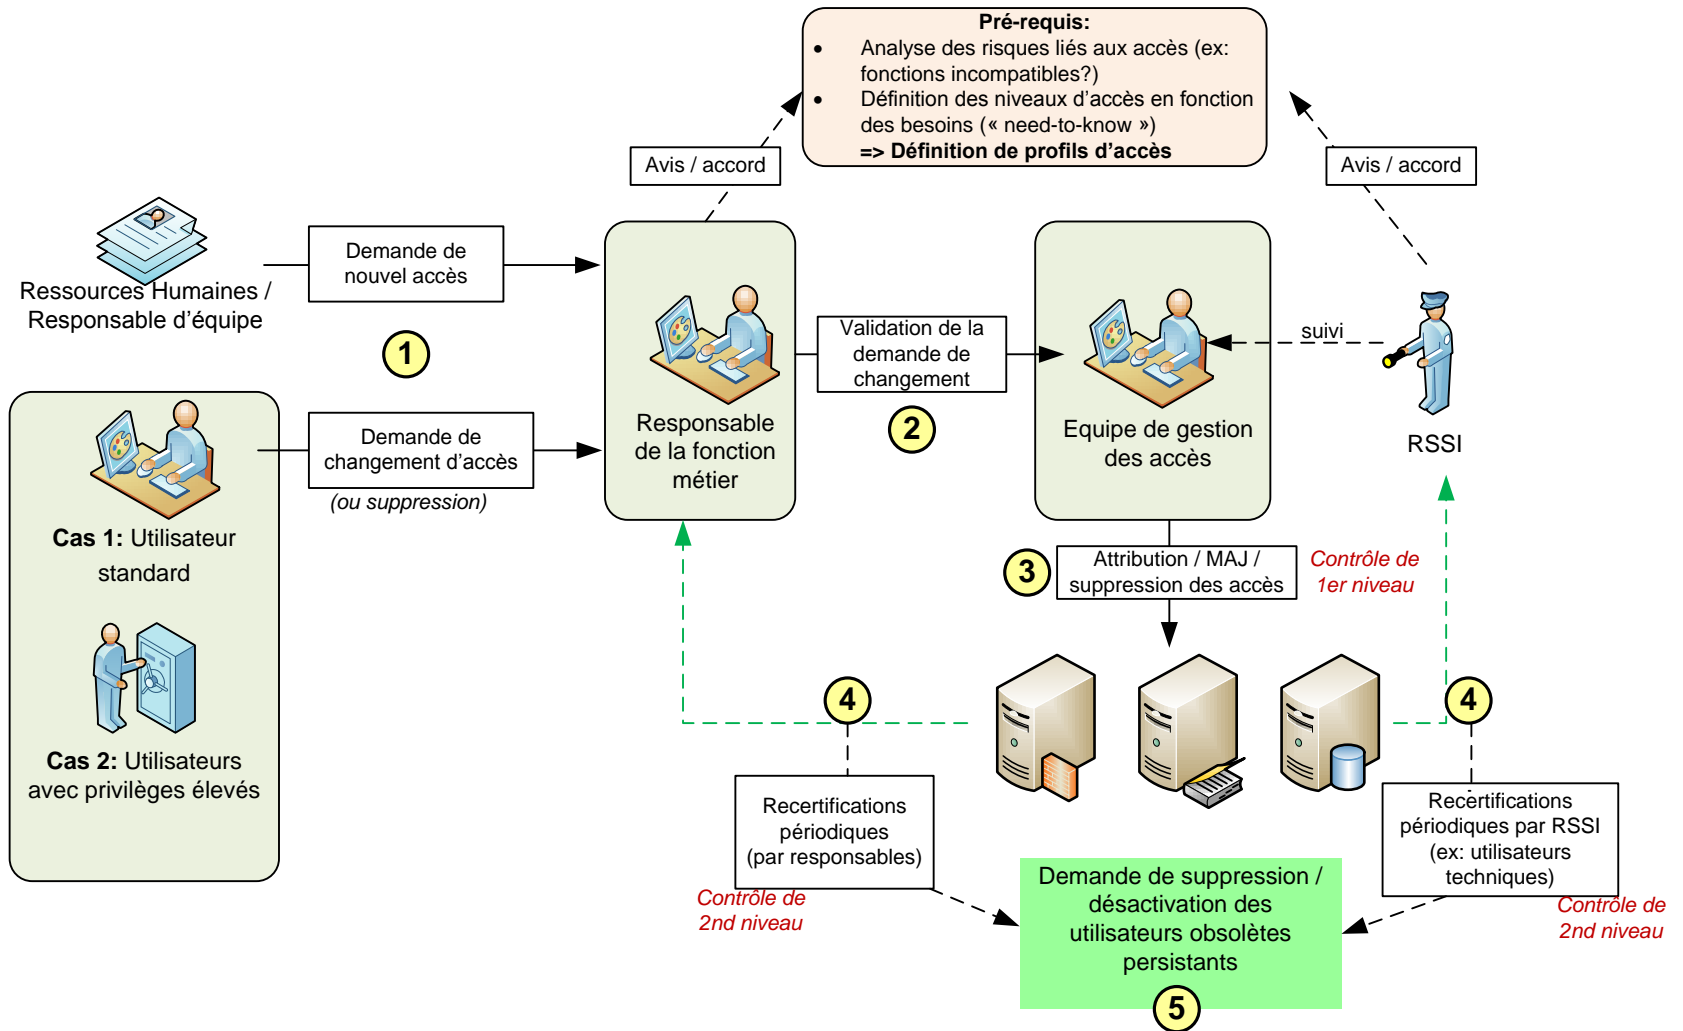 Pré-requis:
• Analyse des risques liés aux accès (ex:
fonctions incompatibles?)
• Définition des niveaux d’accès en fonction
des besoins (« need-to-know »)
=> Définition de profils d’accès
Avis / accord
Avis / accord
Ressources Humaines /
Responsable d’équipe
Demande de
nouvel accès
1
Cas 1: Utilisateur
standard
Cas 2: Utilisateurs
avec privilèges élevés
Demande de
changement d’accès
(ou suppression)
Responsable
de la fonction
métier
Validation de la
demande de
changement
2
Equipe de gestion
des accès
suivi
RSSI
3
Attribution / MAJ /
suppression des accès
Contrôle de
1er niveau
4
4
Recertifications
périodiques
(par responsables)
Contrôle de
2nd niveau
Recertifications
périodiques par RSSI
(ex: utilisateurs
techniques)
Contrôle de
2nd niveau
Demande de suppression /
désactivation des
utilisateurs obsolètes
persistants
5